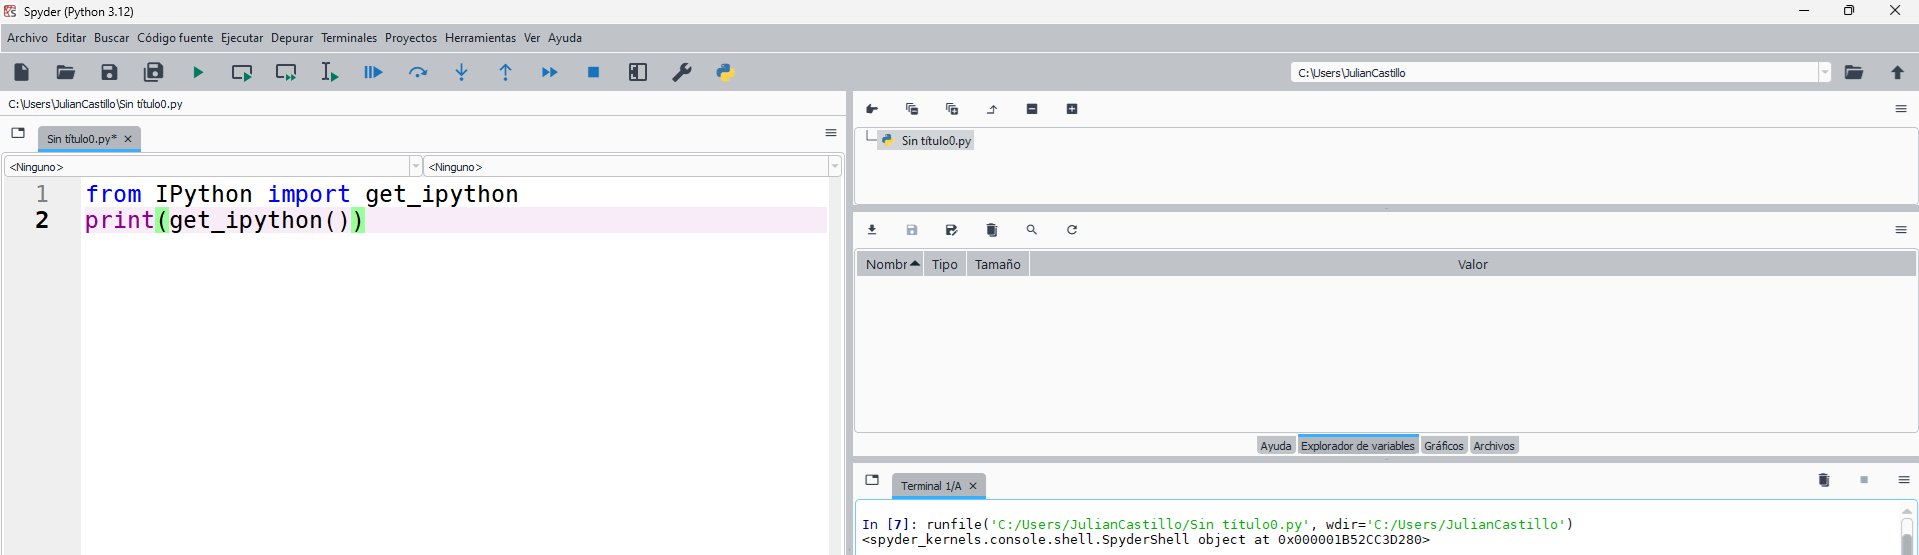 Spyder (Python 3.12)
Archivo Editar Buscar Código fuente Ejecutar Depurar Terminales Proyectos Herramientas Ver Ayuda
C:\Users\JulianCastillo
C:\Users\JulianCastillo\Sin título0.py
Sin título0.py*
<Ninguno> <Ninguno>
1 from IPython import get_ipython
2 print(get_ipython())
Sin título0.py
Nombr Tipo Tamaño Valor
Ayuda Explorador de variables Gráficos Archivos
Terminal 1/A
In [7]: runfile('C:/Users/JulianCastillo/Sin título0.py', wdir='C:/Users/JulianCastillo')
<spyder_kernels.console.shell.SpyderShell object at 0x000001B52CC3D280>